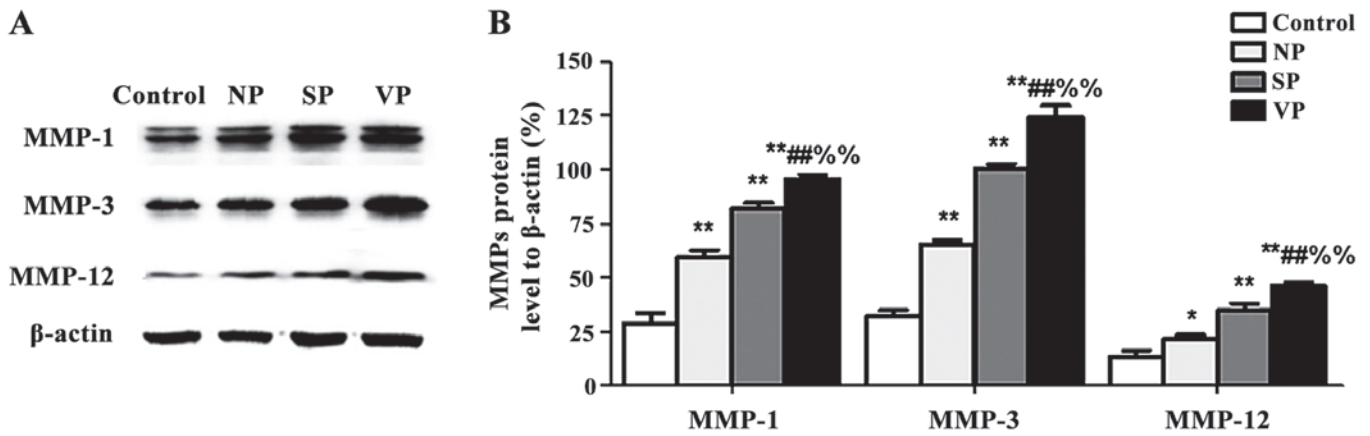 A
Control NP SP VP
MMP-1
MMP-3
MMP-12
β-actin
B
Control
NP
SP
VP
MMPs protein
level to β-actin (%)
150
125
100
75
50
25
0
** ** **##%%
** ** **##%%
* ** **##%%
MMP-1 MMP-3 MMP-12